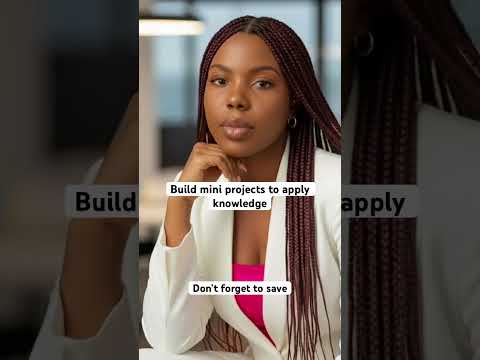 Build mini projects to apply
knowledge
Don't forget to save
Build
apply